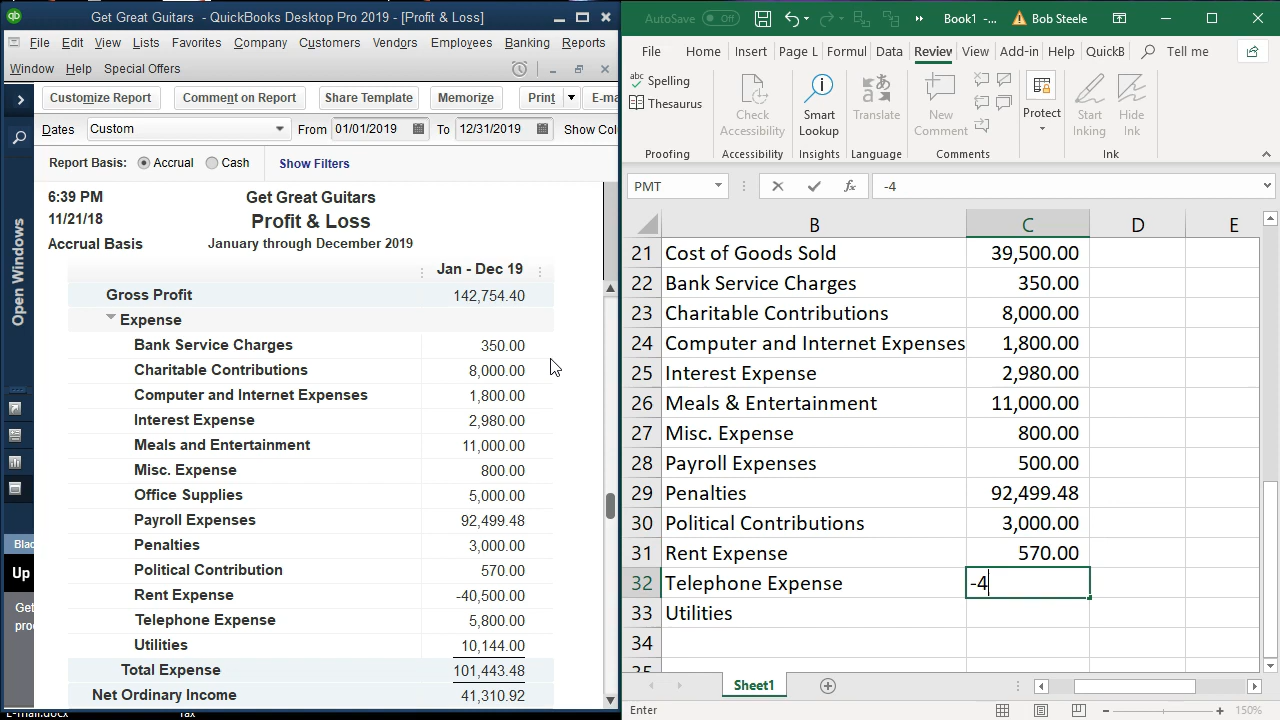 Get Great Guitars - QuickBooks Desktop Pro 2019 - [Profit & Loss]
File Edit View Lists Favorites Company Customers Vendors Employees Banking Reports
Window Help Special Offers
Customize Report Comment on Report Share Template Memorize Print E-ma
Dates Custom From 01/01/2019 To 12/31/2019 Show Col
Report Basis: Accrual Cash Show Filters
Open Windows
6:39 PM Get Great Guitars
11/21/18 Profit & Loss
Accrual Basis January through December 2019
Jan - Dec 19
Gross Profit 142,754.40
Expense
Bank Service Charges 350.00
Charitable Contributions 8,000.00
Computer and Internet Expenses 1,800.00
Interest Expense 2,980.00
Meals and Entertainment 11,000.00
Misc. Expense 800.00
Office Supplies 5,000.00
Payroll Expenses 92,499.48
Penalties 3,000.00
Political Contribution 570.00
Rent Expense -40,500.00
Telephone Expense 5,800.00
Utilities 10,144.00
Total Expense 101,443.48
Net Ordinary Income 41,310.92
Blac
Up
Get
pro
E-mail.docx Tax
AutoSave Off Book1 -... Bob Steele
File Home Insert Page L Formul Data Review View Add-in Help QuickB Tell me
abc Spelling
Thesaurus
Check Accessibility
Smart Lookup
Translate
New Comment
Protect
Start Inking
Hide Ink
Proofing Accessibility Insights Language Comments Ink
PMT fx -4
B C D E
21 Cost of Goods Sold 39,500.00
22 Bank Service Charges 350.00
23 Charitable Contributions 8,000.00
24 Computer and Internet Expenses 1,800.00
25 Interest Expense 2,980.00
26 Meals & Entertainment 11,000.00
27 Misc. Expense 800.00
28 Payroll Expenses 500.00
29 Penalties 92,499.48
30 Political Contributions 3,000.00
31 Rent Expense 570.00
32 Telephone Expense -4
33 Utilities
34
35
Sheet1
Enter 150%